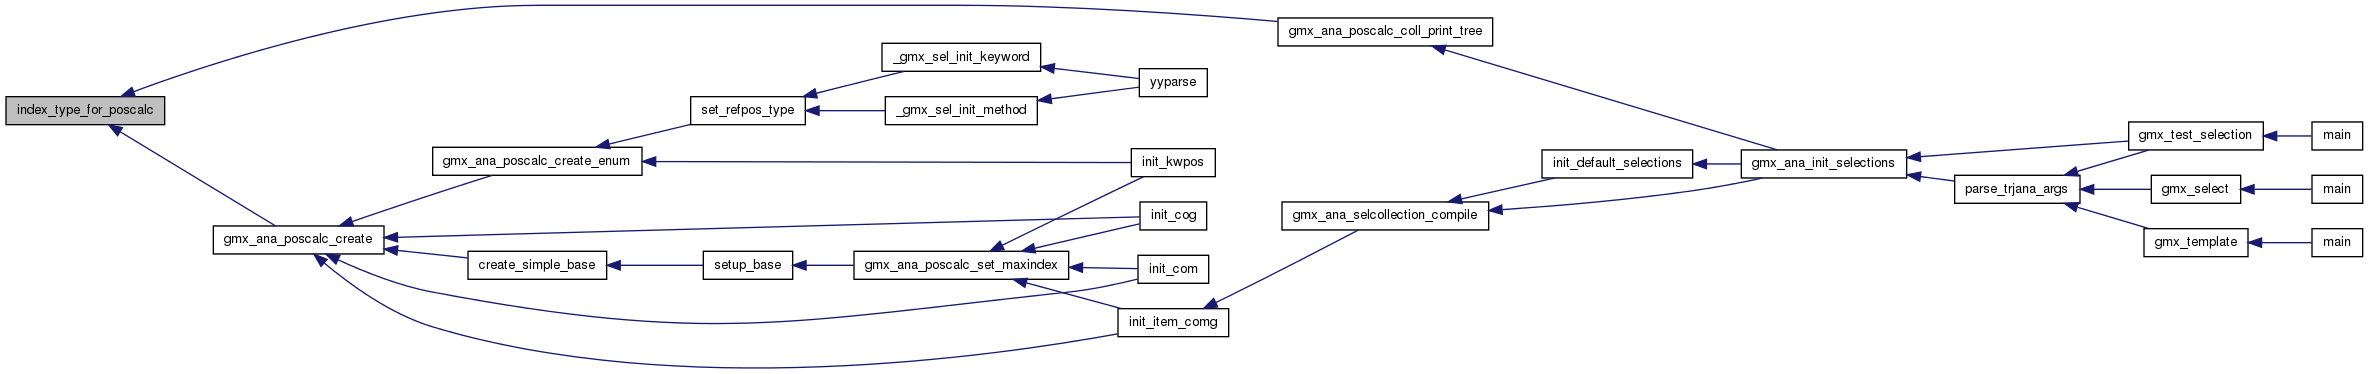 index_type_for_poscalc
gmx_ana_poscalc_coll_print_tree
gmx_ana_poscalc_create
gmx_ana_poscalc_create_enum
set_refpos_type
_gmx_sel_init_keyword
_gmx_sel_init_method
yyparse
init_kwpos
init_cog
create_simple_base
setup_base
gmx_ana_poscalc_set_maxindex
init_com
init_item_comg
gmx_ana_selcollection_compile
init_default_selections
gmx_ana_init_selections
gmx_test_selection
main
parse_trjana_args
gmx_select
main
gmx_template
main